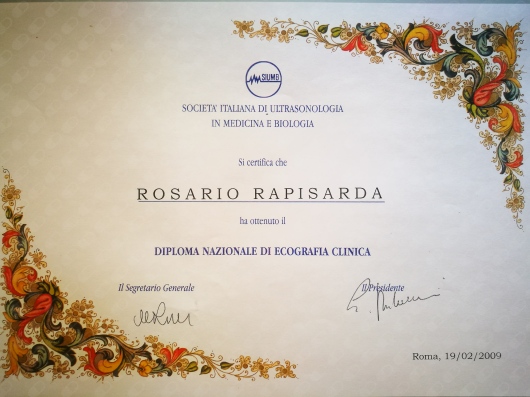 SIUMB
SOCIETA' ITALIANA DI ULTRASONOLOGIA
IN MEDICINA E BIOLOGIA
Si certifica che
ROSARIO RAPISARDA
ha ottenuto il
DIPLOMA NAZIONALE DI ECOGRAFIA CLINICA
Il Segretario Generale
Il Presidente
Roma, 19/02/2009